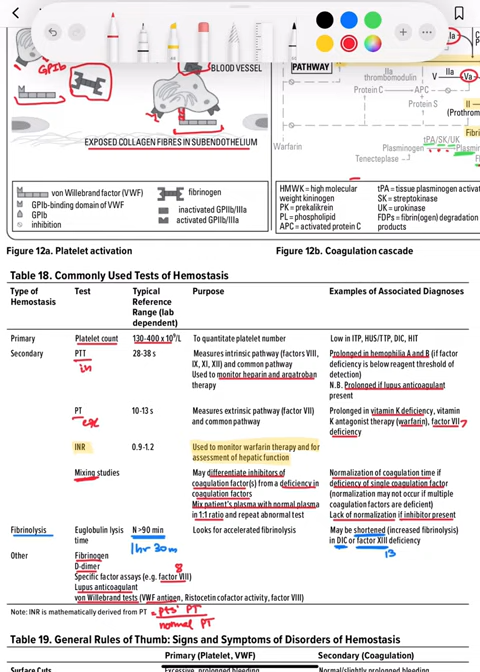 GPIb
BLOOD VESSEL
EXPOSED COLLAGEN FIBRES IN SUBENDOTHELIUM
von Willebrand factor (VWF)
GPIb-binding domain of VWF
GPIb
inhibition
fibrinogen
inactivated GPIIb/IIIa
activated GPIIb/IIIa
Figure 12a. Platelet activation
PATHWAY
IIa
thrombomodulin
Protein C
APC
+
Protein S
V
IIa
Va
II
(Prothrom
Warfarin
tPA/SK/UK
Plasminogen
Plasmin
Tenecteplase
HMWK = high molecular
weight kininogen
PK = prekalikrein
PL = phospholipid
APC = activated protein C
tPA = tissue plasminogen activat
SK = streptokinase
UK = urokinase
FDPs = fibrin(ogen) degradation
products
Figure 12b. Coagulation cascade
Table 18. Commonly Used Tests of Hemostasis
Type of Hemostasis Test Typical Reference Range (lab dependent) Purpose Examples of Associated Diagnoses
Primary Platelet count 130-400 x 10⁹/L To quantitate platelet number Low in ITP, HUS/TTP, DIC, HIT
Secondary PTT 28-38 s Measures intrinsic pathway (factors VIII, Prolonged in hemophilia A and B (if factor
in IX, XI, XII) and common pathway deficiency is below reagent threshold of
Used to monitor heparin and argatroban detection)
therapy N.B. Prolonged if lupus anticoagulant
present
PT 10-13 s Measures extrinsic pathway (factor VII) Prolonged in vitamin K deficiency, vitamin
ext and common pathway K antagonist therapy (warfarin), factor VII 7
deficiency
INR 0.9-1.2 Used to monitor warfarin therapy and for
assessment of hepatic function
Mixing studies May differentiate inhibitors of Normalization of coagulation time if
coagulation factor(s) from a deficiency in deficiency of single coagulation factor
coagulation factors (normalization may not occur if multiple
Mix patient's plasma with normal plasma coagulation factors are deficient)
in 1:1 ratio and repeat abnormal test Lack of normalization if inhibitor present
Fibrinolysis Euglobulin lysis N >90 min Looks for accelerated fibrinolysis May be shortened (increased fibrinolysis)
time 1hr 30m in DIC or factor XIII deficiency
13
Other Fibrinogen
D-dimer
8
Specific factor assays (e.g. factor VIII)
Lupus anticoagulant
von Willebrand tests (VWF antigen, Ristocetin cofactor activity, factor VIII)
Note: INR is mathematically derived from PT = pts' PT
normal PT
Table 19. General Rules of Thumb: Signs and Symptoms of Disorders of Hemostasis
Primary (Platelet, VWF) Secondary (Coagulation)
Surface Cuts Excessive, prolonged bleeding Normal/slightly prolonged bleeding